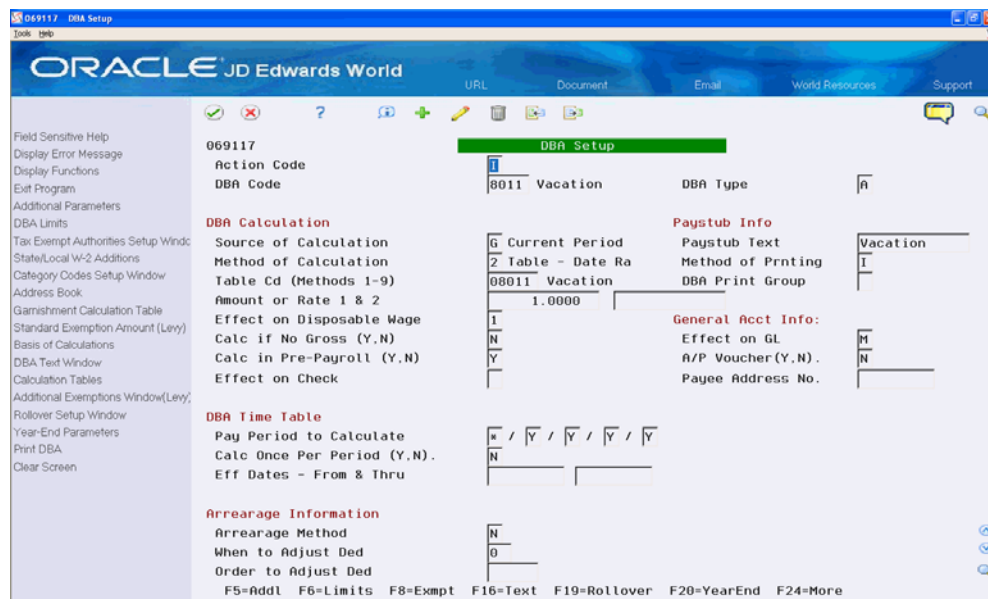 069117 DBA Setup
Tools Help
ORACLE JD Edwards World
URL Document Email World Resources Support
?
Field Sensitive Help
Display Error Message
Display Functions
Exit Program
Additional Parameters
DBA Limits
Tax Exempt Authorities Setup Windc
State/Local W-2 Additions
Category Codes Setup Window
Address Book
Garnishment Calculation Table
Standard Exemption Amount (Levy)
Basis of Calculations
DBA Text Window
Calculation Tables
Additional Exemptions Window(Levy)
Rollover Setup Window
Year-End Parameters
Print DBA
Clear Screen
069117 DBA Setup
Action Code I
DBA Code 8011 Vacation DBA Type A
DBA Calculation Paystub Info
Source of Calculation G Current Period Paystub Text Vacation
Method of Calculation 2 Table - Date Ra Method of Prnting I
Table Cd (Methods 1-9) 08011 Vacation DBA Print Group
Amount or Rate 1 & 2 1.0000
Effect on Disposable Wage 1 General Acct Info:
Calc if No Gross (Y,N) N Effect on GL M
Calc in Pre-Payroll (Y,N) Y A/P Voucher(Y,N). N
Effect on Check Payee Address No.
DBA Time Table
Pay Period to Calculate * / Y / Y / Y / Y
Calc Once Per Period (Y,N). N
Eff Dates - From & Thru
Arrearage Information
Arrearage Method N
When to Adjust Ded 0
Order to Adjust Ded
F5=Addl F6=Limits F8=Exmpt F16=Text F19=Rollover F20=YearEnd F24=More